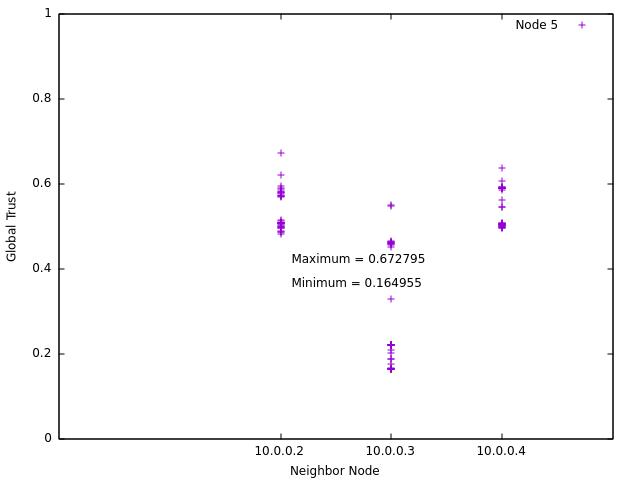 1
Node 5
0.8
0.6
Global Trust
Maximum = 0.672795
0.4
Minimum = 0.164955
0.2
0
10.0.0.2 10.0.0.3 10.0.0.4
Neighbor Node